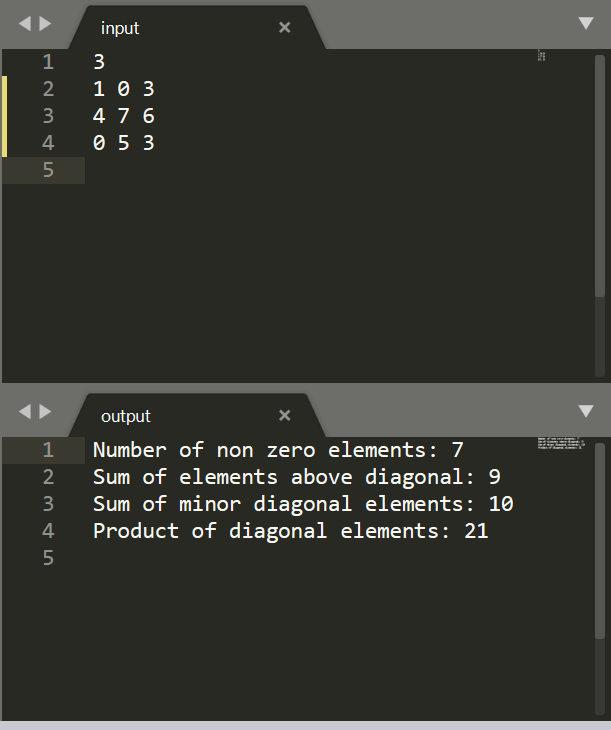 input
1 3
2 1 0 3
3 4 7 6
4 0 5 3
5
output
1 Number of non zero elements: 7
2 Sum of elements above diagonal: 9
3 Sum of minor diagonal elements: 10
4 Product of diagonal elements: 21
5